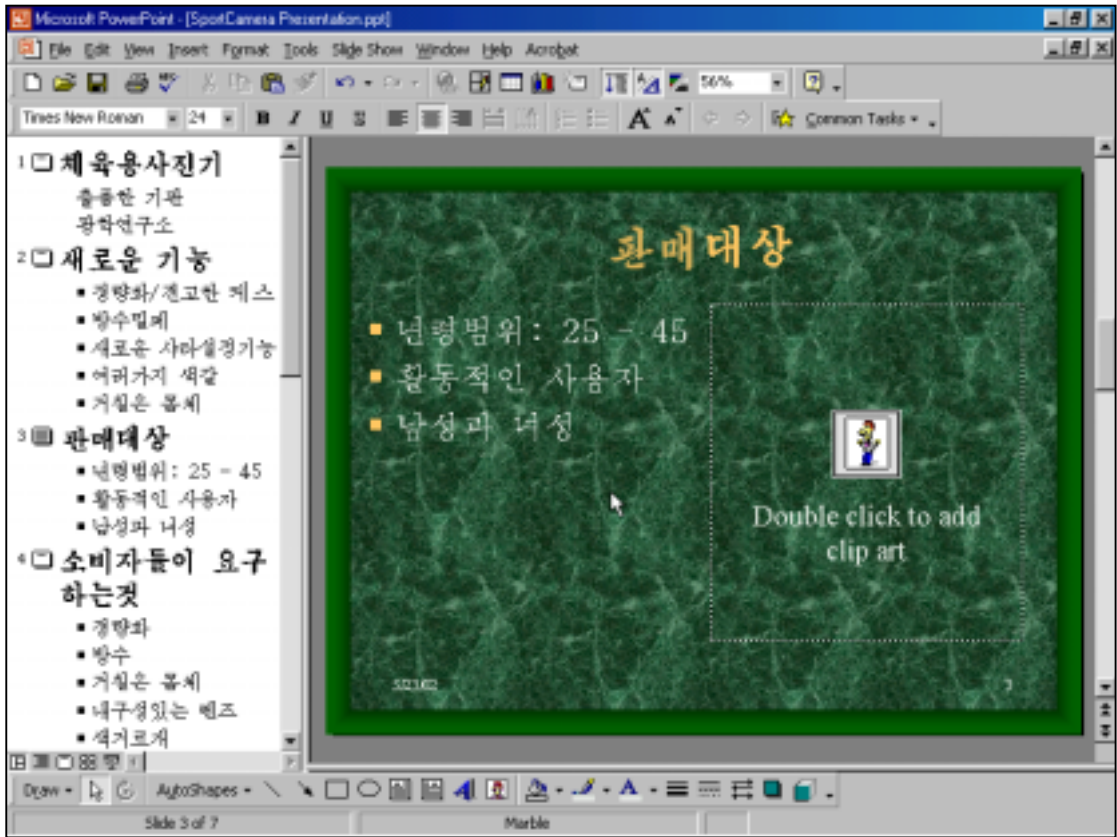 Microsoft PowerPoint - [SportCamera Presentation.ppt]
File Edit View Insert Format Tools Slide Show Window Help Acrobat
56%
Times New Roman 24 B I U S A A Common Tasks
1 체육용사진기
출품한 기관
광학연구소
2 새로운 기능
경량화/견고한 케스
방수밀폐
새로운 기능
여러가지 색갈
거칠은 몸체
3 판매대상
년령범위: 25 - 45
활동적인 사용자
남성과 녀성
4 소비자들이 요구
하는것
경량화
방수
거칠은 몸체
내구성있는 렌즈
색거르개
판매대상
년령범위: 25 - 45
활동적인 사용자
남성과 녀성
Double click to add
clip art
3
Draw AutoShapes
Slide 3 of 7 Marble